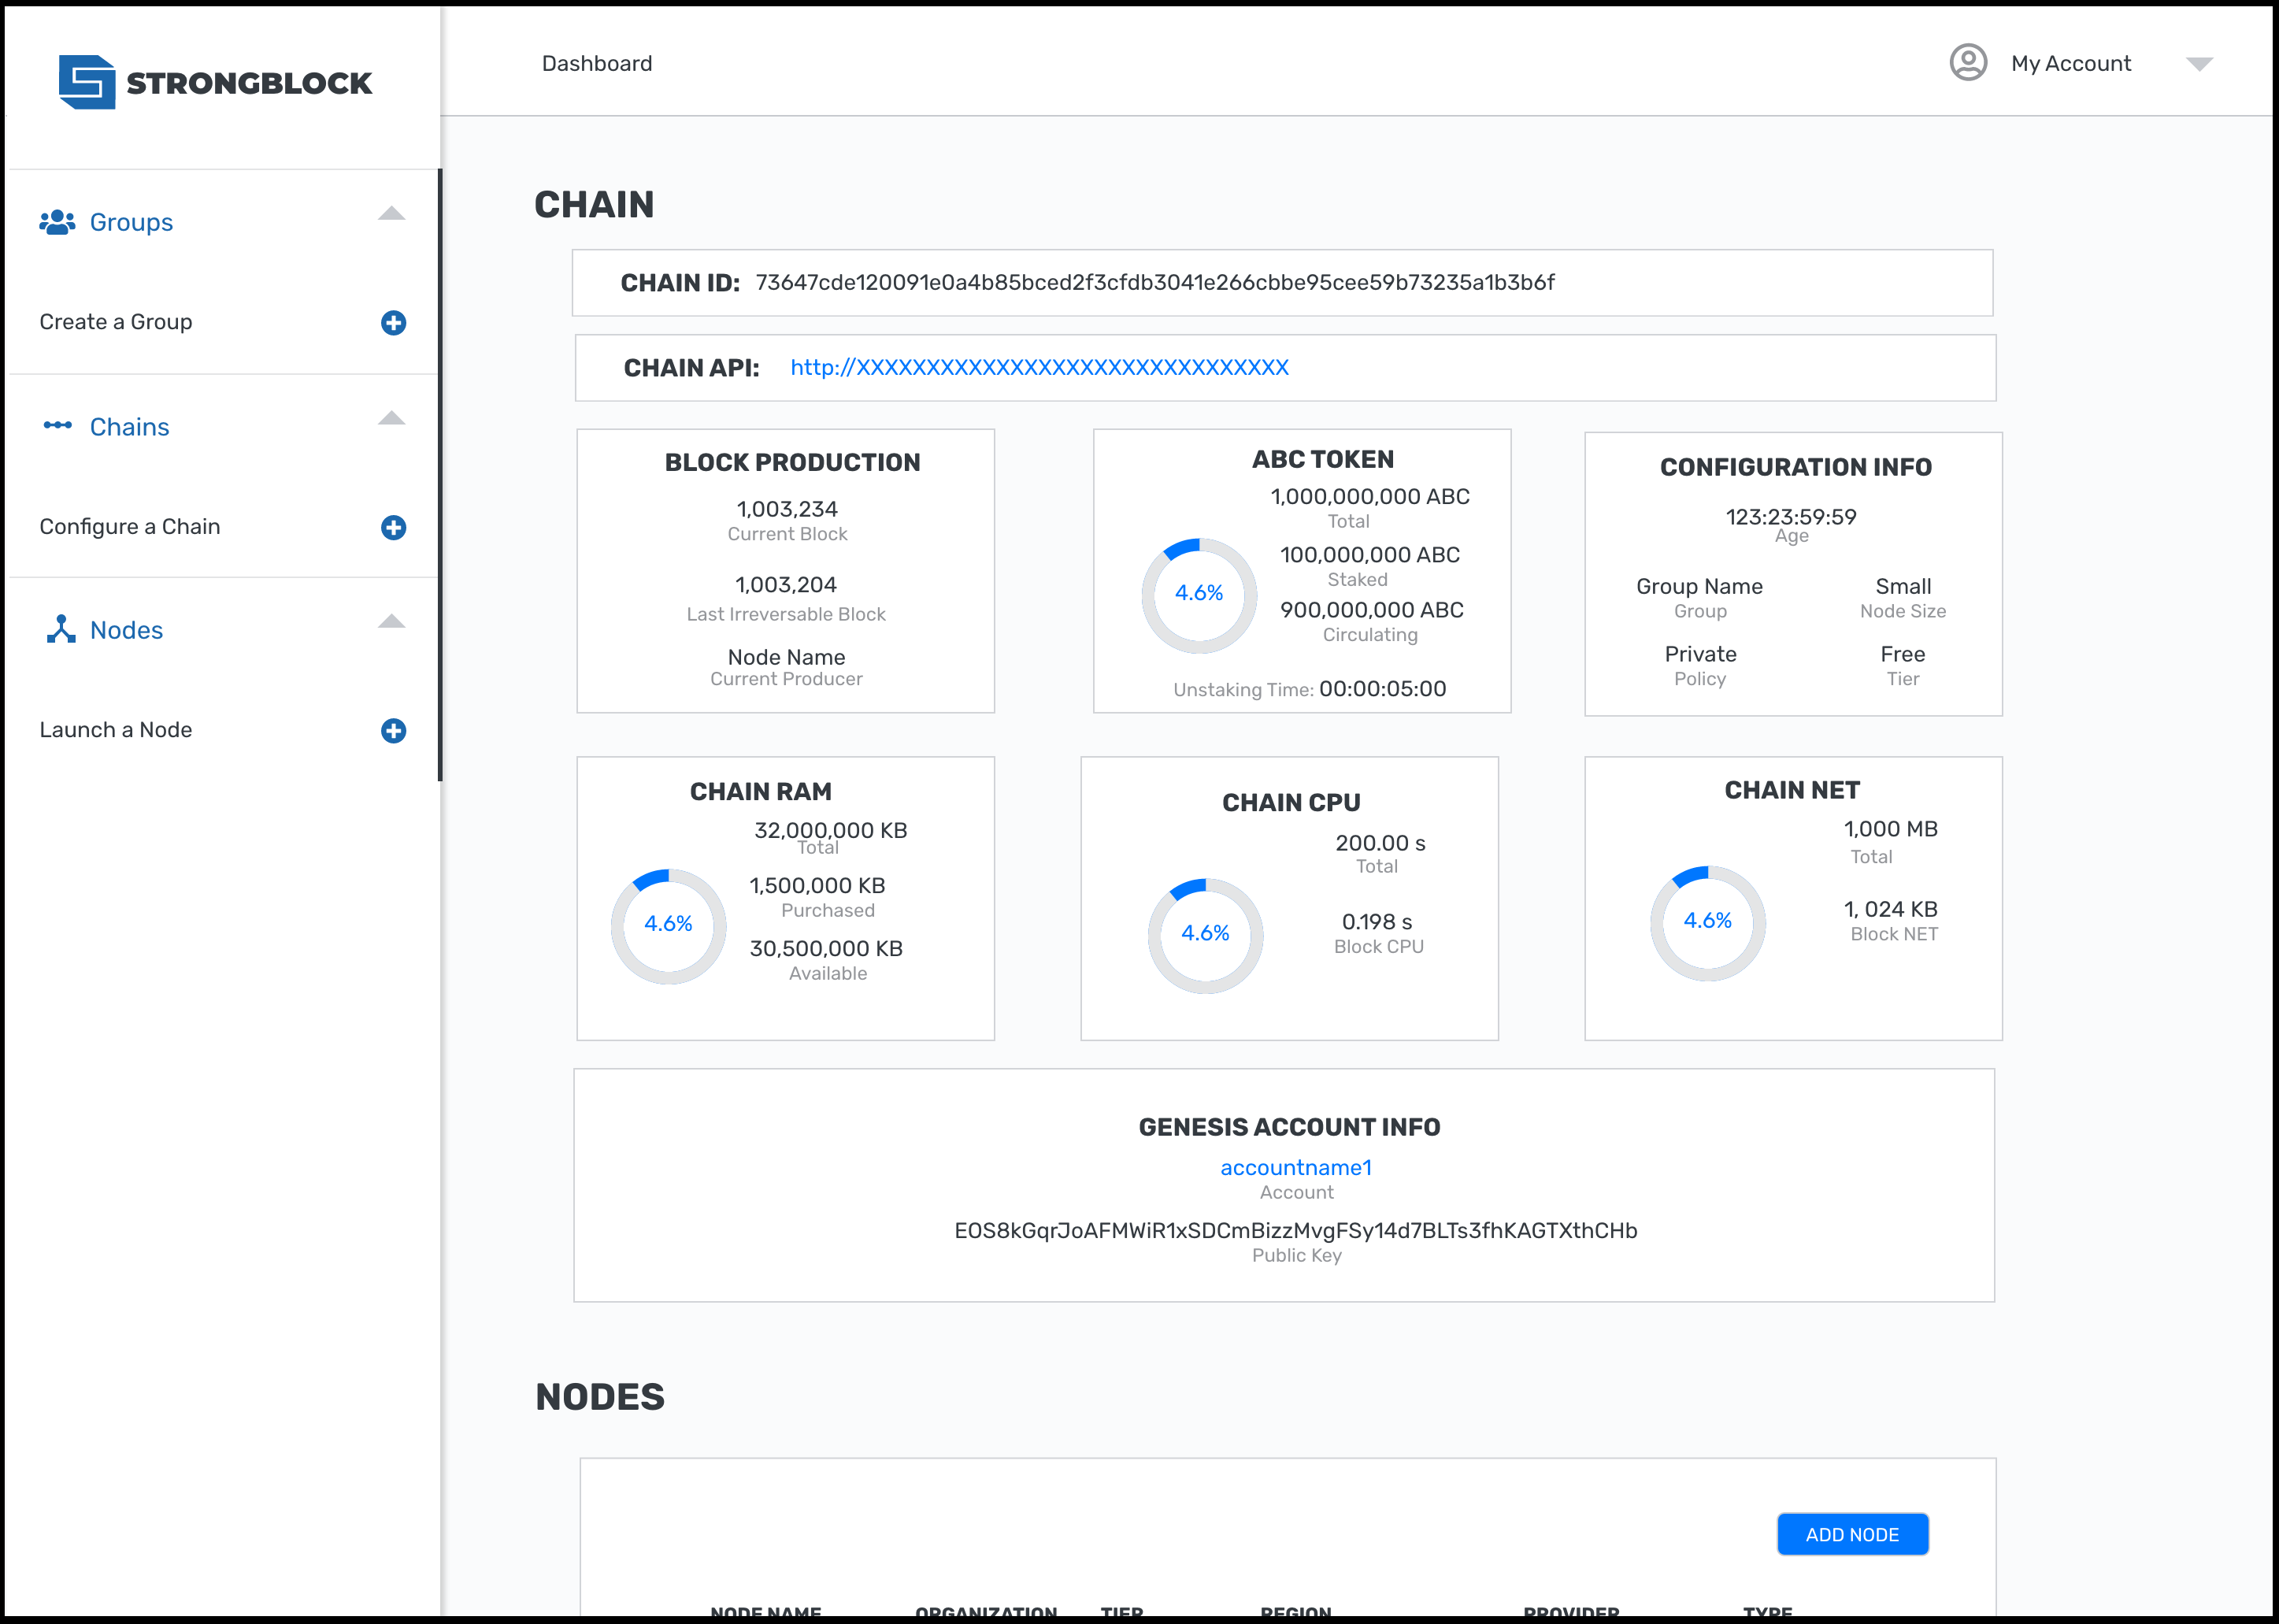 STRONGBLOCK
Dashboard
My Account
Groups
Create a Group
Chains
Configure a Chain
Nodes
Launch a Node
CHAIN
CHAIN ID: 73647cde120091e0a4b85bced2f3cfdb3041e266cbbe95cee59b73235a1b3b6f
CHAIN API: http://XXXXXXXXXXXXXXXXXXXXXXXXXXXXXXX
BLOCK PRODUCTION
1,003,234
Current Block
1,003,204
Last Irreversable Block
Node Name
Current Producer
ABC TOKEN
1,000,000,000 ABC
Total
100,000,000 ABC
Staked
4.6%
900,000,000 ABC
Circulating
Unstaking Time: 00:00:05:00
CONFIGURATION INFO
123:23:59:59
Age
Group Name
Group
Small
Node Size
Private
Policy
Free
Tier
CHAIN RAM
32,000,000 KB
Total
1,500,000 KB
Purchased
4.6%
30,500,000 KB
Available
CHAIN CPU
200.00 s
Total
4.6%
0.198 s
Block CPU
CHAIN NET
1,000 MB
Total
4.6%
1, 024 KB
Block NET
GENESIS ACCOUNT INFO
accountname1
Account
EOS8kGqrJoAFMWiR1xSDCmBizzMvgFSy14d7BLTs3fhKAGTXthCHb
Public Key
NODES
ADD NODE
NODE NAME ORGANIZATION TIER REGION PROVIDER TYPE